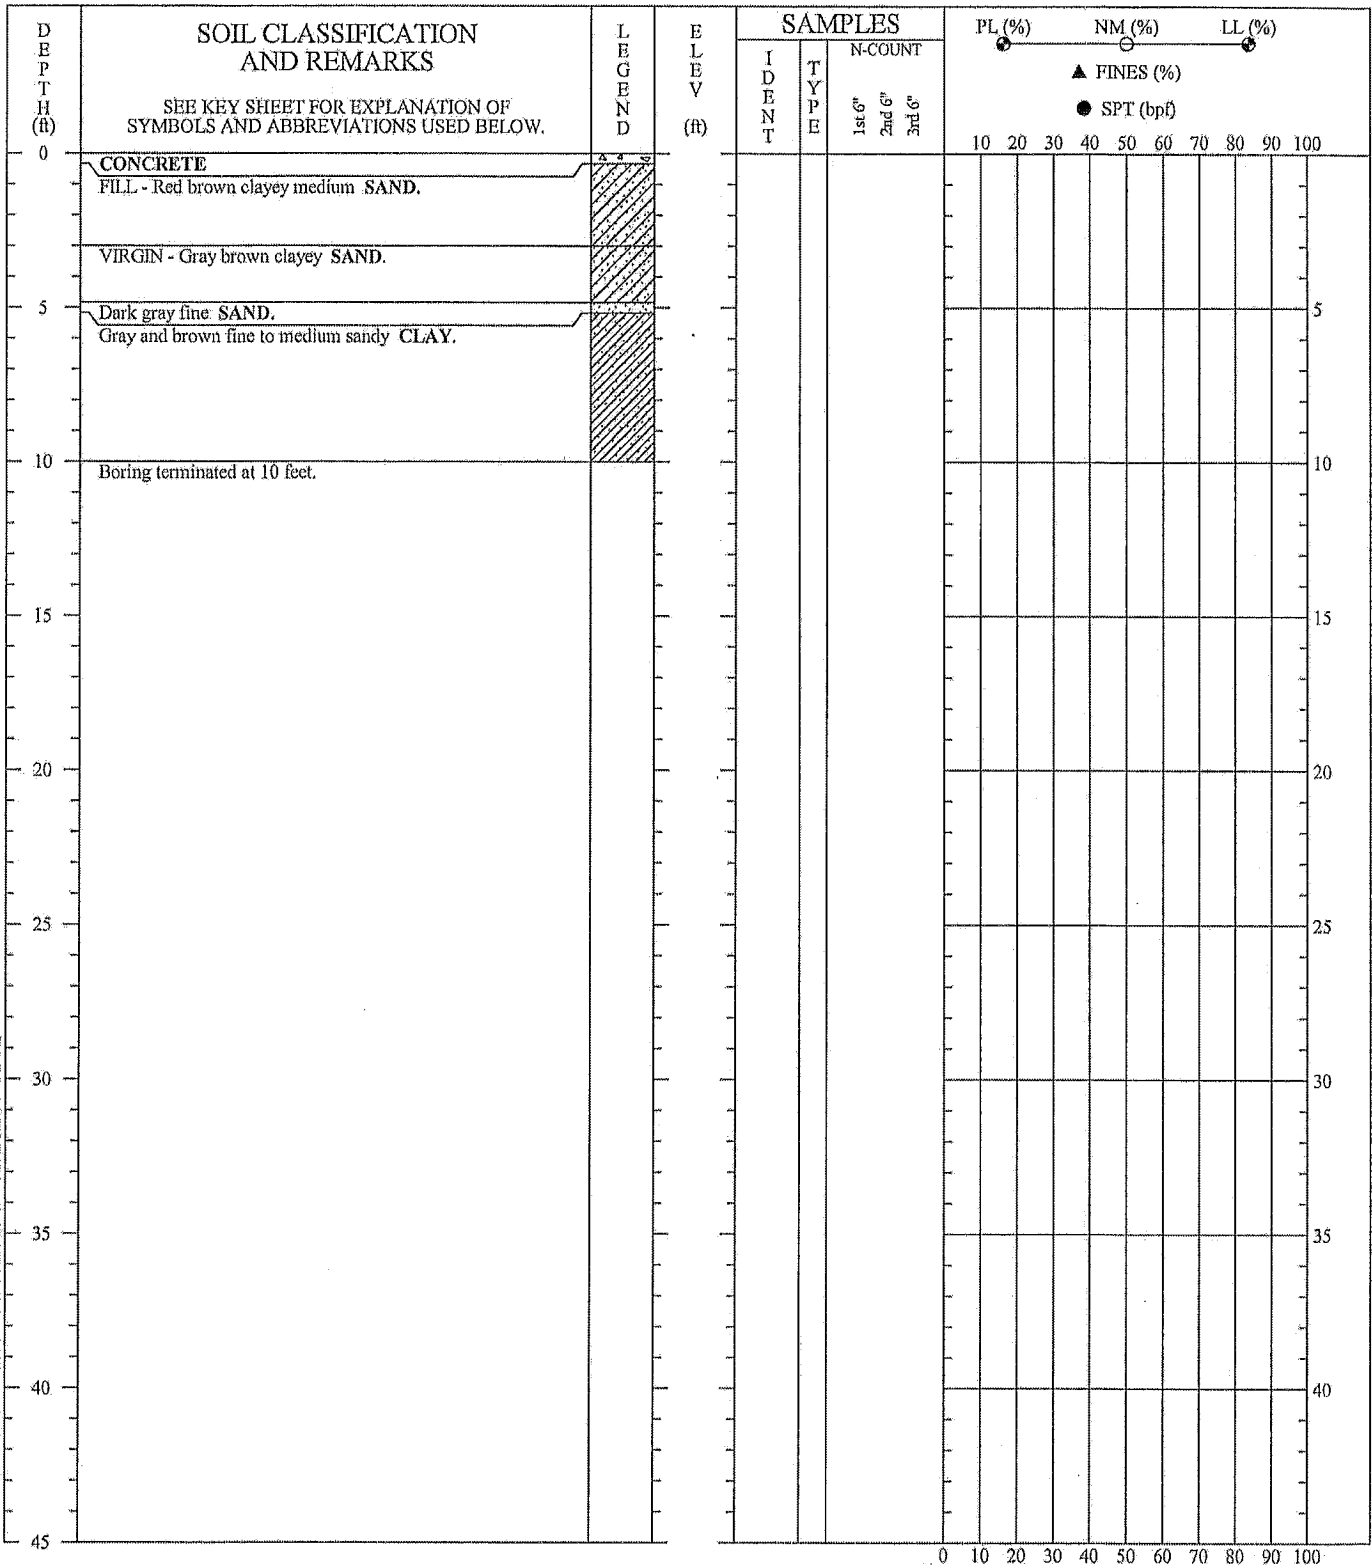 DEPTH (ft)
SOIL CLASSIFICATION
AND REMARKS
SEE KEY SHEET FOR EXPLANATION OF
SYMBOLS AND ABBREVIATIONS USED BELOW.
LEGEND
ELEV (ft)
SAMPLES
IDENT
TYPE
N-COUNT
1st 6"
2nd 6"
3rd 6"
PL (%) NM (%) LL (%)
▲ FINES (%)
● SPT (bpf)
10 20 30 40 50 60 70 80 90 100
0
CONCRETE
FILL - Red brown clayey medium SAND.
VIRGIN - Gray brown clayey SAND.
5 5
Dark gray fine SAND.
Gray and brown fine to medium sandy CLAY.
10 10
Boring terminated at 10 feet.
15 15
20 20
25 25
30 30
35 35
40 40
45
0 10 20 30 40 50 60 70 80 90 100